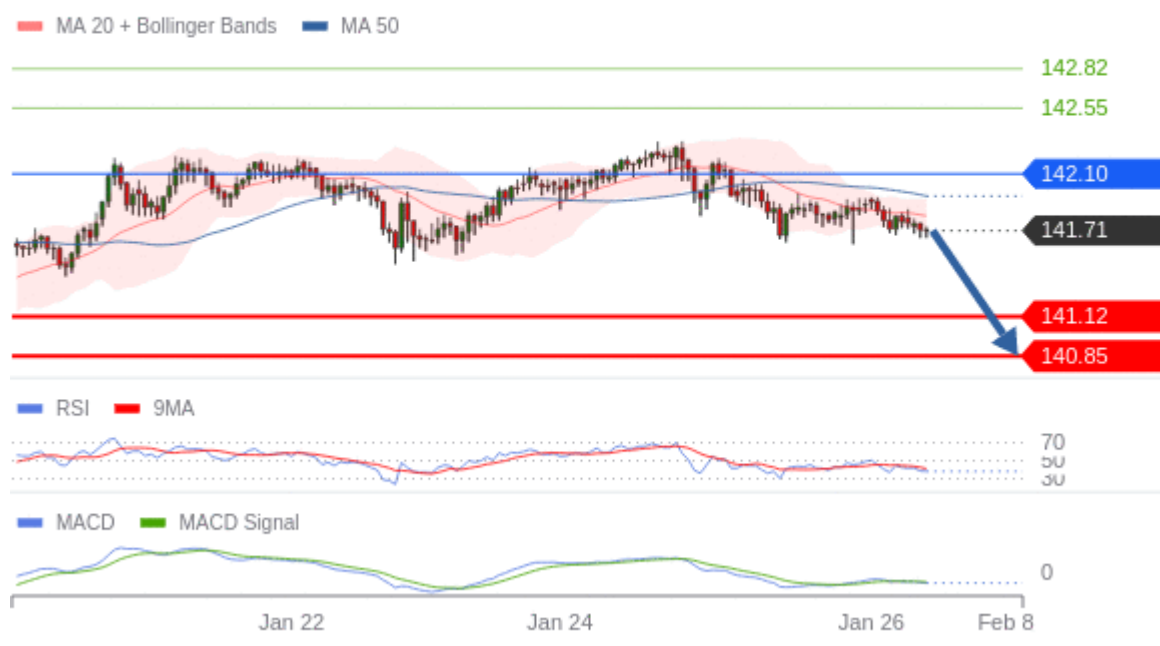 MA 20 + Bollinger Bands MA 50
142.82
142.55
142.10
141.71
141.12
140.85
RSI 9MA
70
50
30
MACD MACD Signal
0
Jan 22 Jan 24 Jan 26 Feb 8